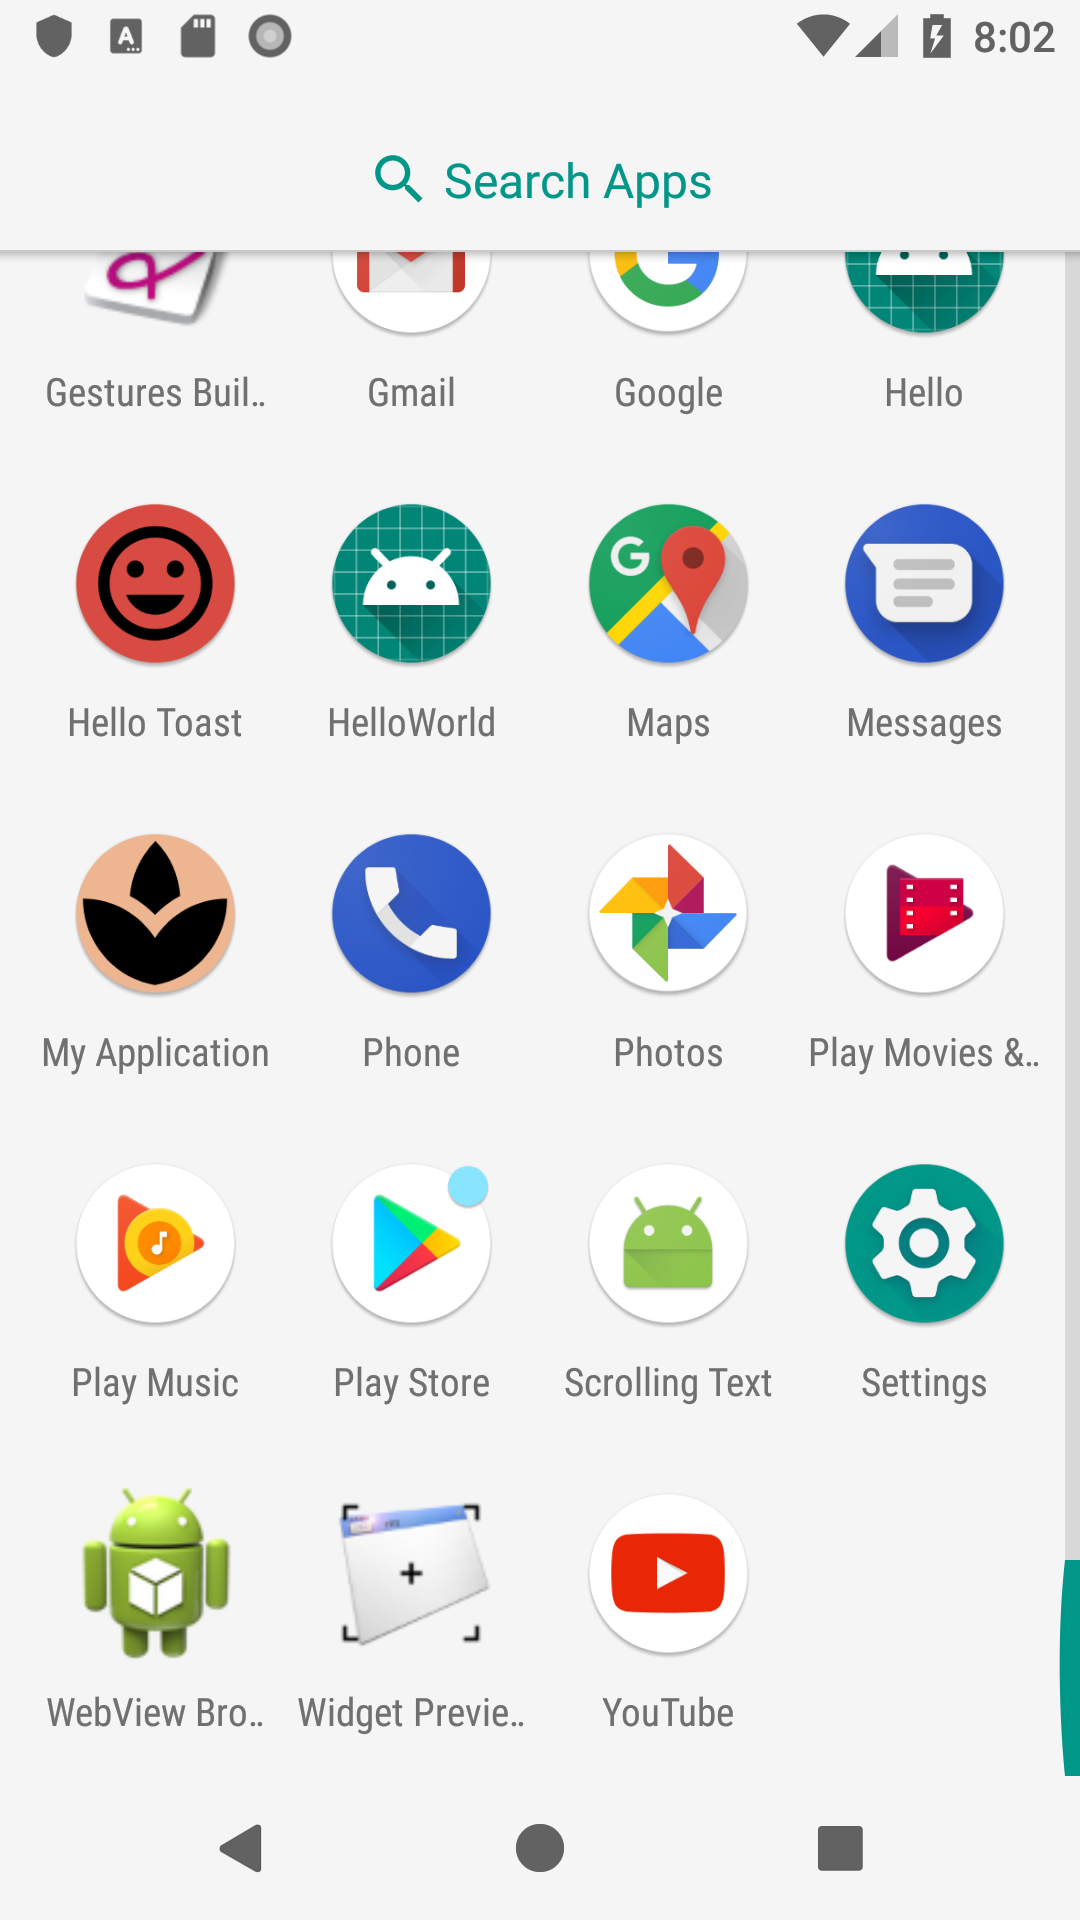 8:02
Search Apps
Gestures Buil..
Gmail
Google
Hello
Hello Toast
HelloWorld
Maps
Messages
My Application
Phone
Photos
Play Movies &..
Play Music
Play Store
Scrolling Text
Settings
WebView Bro..
Widget Previe..
YouTube